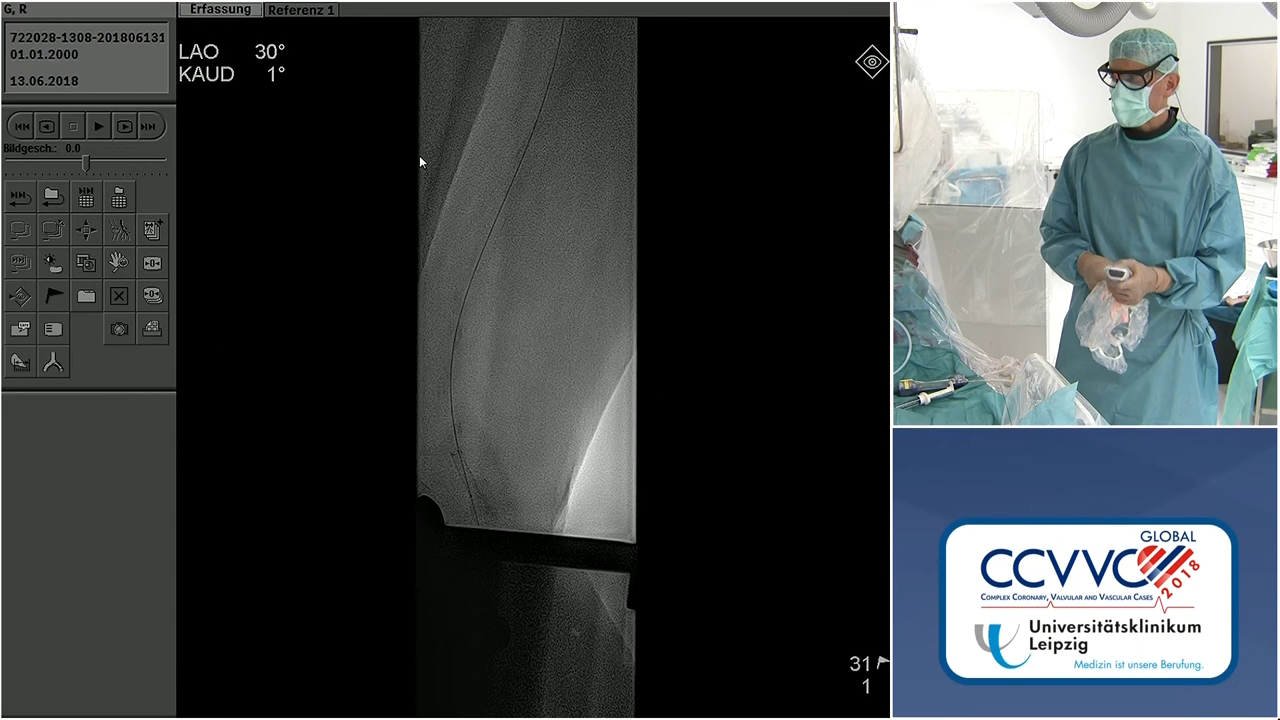 G, R
722028-1308-201806131
01.01.2000
13.06.2018
Bildgesch.: 0.0
Erfassung
Referenz 1
LAO 30°
KAUD 1°
31
1
GLOBAL
CCVVC
2018
COMPLEX CORONARY, VALVULAR AND VASCULAR CASES
Universitätsklinikum
Leipzig
Medizin ist unsere Berufung.